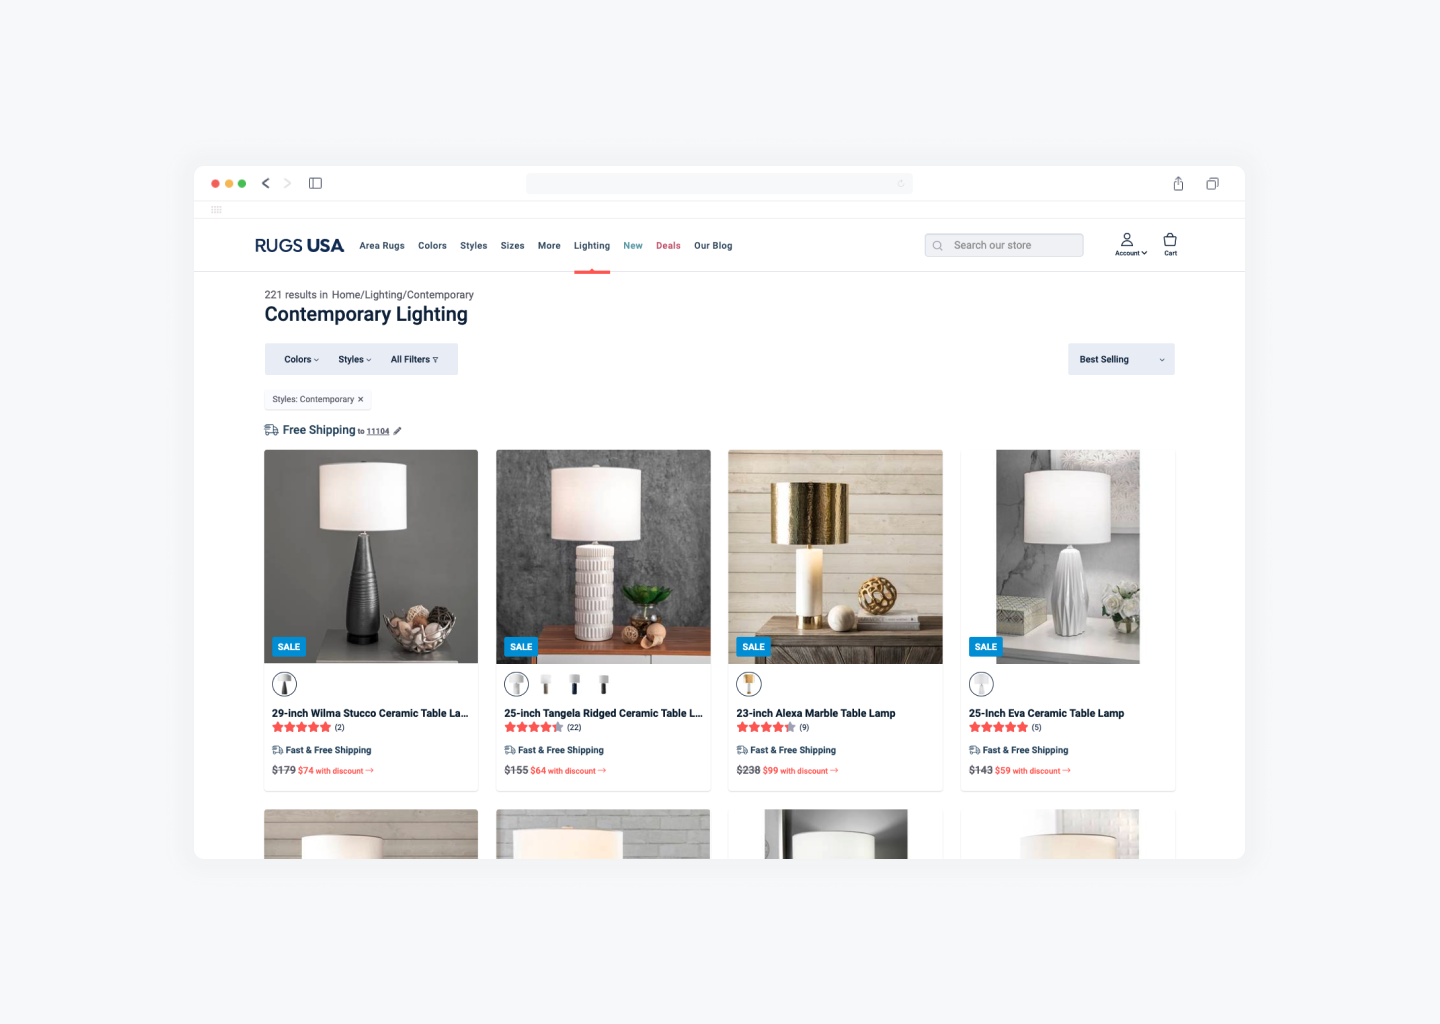 RUGS USA Area Rugs Colors Styles Sizes More Lighting New Deals Our Blog Search our store Account Cart
221 results in Home/Lighting/Contemporary
Contemporary Lighting
Colors Styles All Filters Best Selling
Styles: Contemporary ×
Free Shipping to 11104
SALE SALE SALE SALE
29-inch Wilma Stucco Ceramic Table La...
(2)
Fast & Free Shipping
$179 $74 with discount →
25-inch Tangela Ridged Ceramic Table L...
(22)
Fast & Free Shipping
$155 $64 with discount →
23-inch Alexa Marble Table Lamp
(9)
Fast & Free Shipping
$238 $99 with discount →
25-Inch Eva Ceramic Table Lamp
(5)
Fast & Free Shipping
$143 $59 with discount →